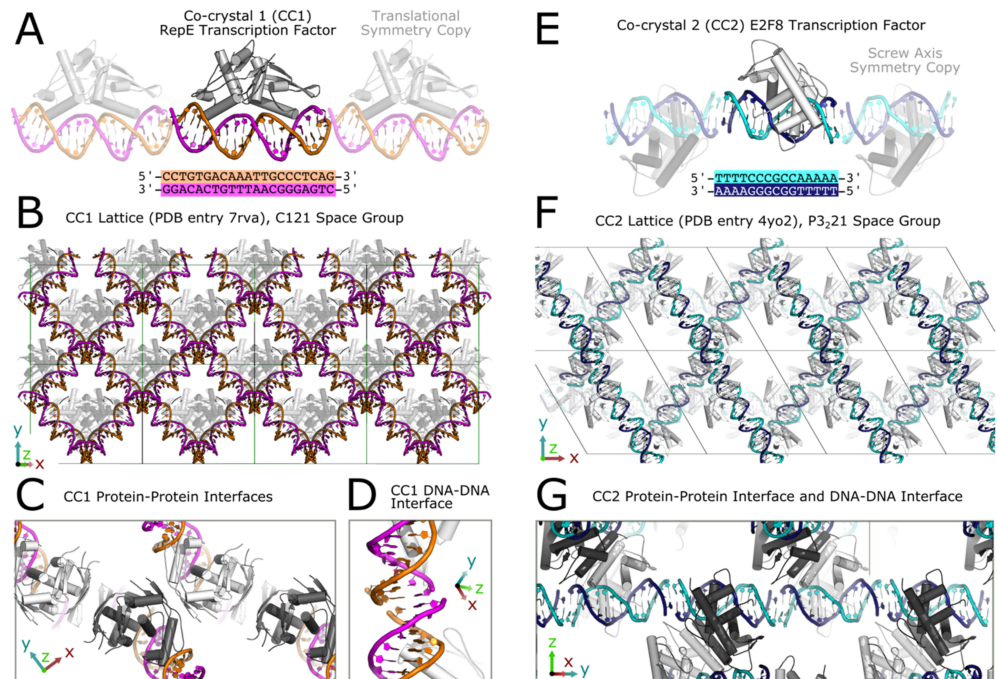 A
Co-crystal 1 (CC1)
RepE Transcription Factor
Translational
Symmetry Copy
5'-CCTGTGACAAATTGCCCTCAG-3'
3'-GGACACTGTTTAACGGGAGTC-5'
B
CC1 Lattice (PDB entry 7rva), C121 Space Group
y
z
x
C
CC1 Protein-Protein Interfaces
y
z
x
D
CC1 DNA-DNA
Interface
y
z
x
E
Co-crystal 2 (CC2) E2F8 Transcription Factor
Screw Axis
Symmetry Copy
5'-TTTTCCCGCCAAAAA-3'
3'-AAAAGGGCGGTTTTT-5'
F
CC2 Lattice (PDB entry 4yo2), P3₂21 Space Group
y
z
x
G
CC2 Protein-Protein Interface and DNA-DNA Interface
z
x
y